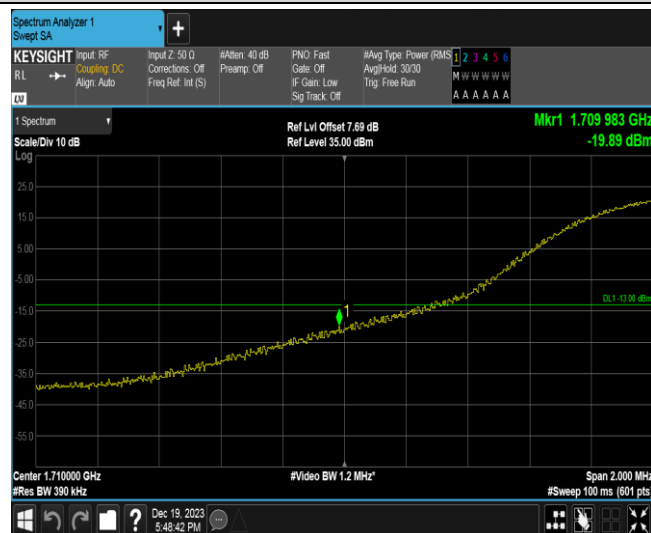 Spectrum Analyzer 1
Swept SA
+
KEYSIGHT
RL
Input: RF
Coupling: DC
Align: Auto
Input Z: 50 Ω
Corrections: Off
Freq Ref: Int (S)
#Atten: 40 dB
Preamp: Off
PNO: Fast
Gate: Off
IF Gain: Low
Sig Track: Off
#Avg Type: Power (RMS
Avg|Hold: 30/30
Trig: Free Run
1 2 3 4 5 6
M W W W W W
A A A A A A
LXI
1 Spectrum
Scale/Div 10 dB
Log
Ref Lvl Offset 7.69 dB
Ref Level 35.00 dBm
Mkr1 1.709 983 GHz
-19.89 dBm
25.0
15.0
5.00
-5.00
DL1 -13.00 dBm
1
-15.0
-25.0
-35.0
-45.0
-55.0
Center 1.710000 GHz
#Res BW 390 kHz
#Video BW 1.2 MHz*
Span 2.000 MHz
#Sweep 100 ms (601 pts)
?
Dec 19, 2023
5:48:42 PM